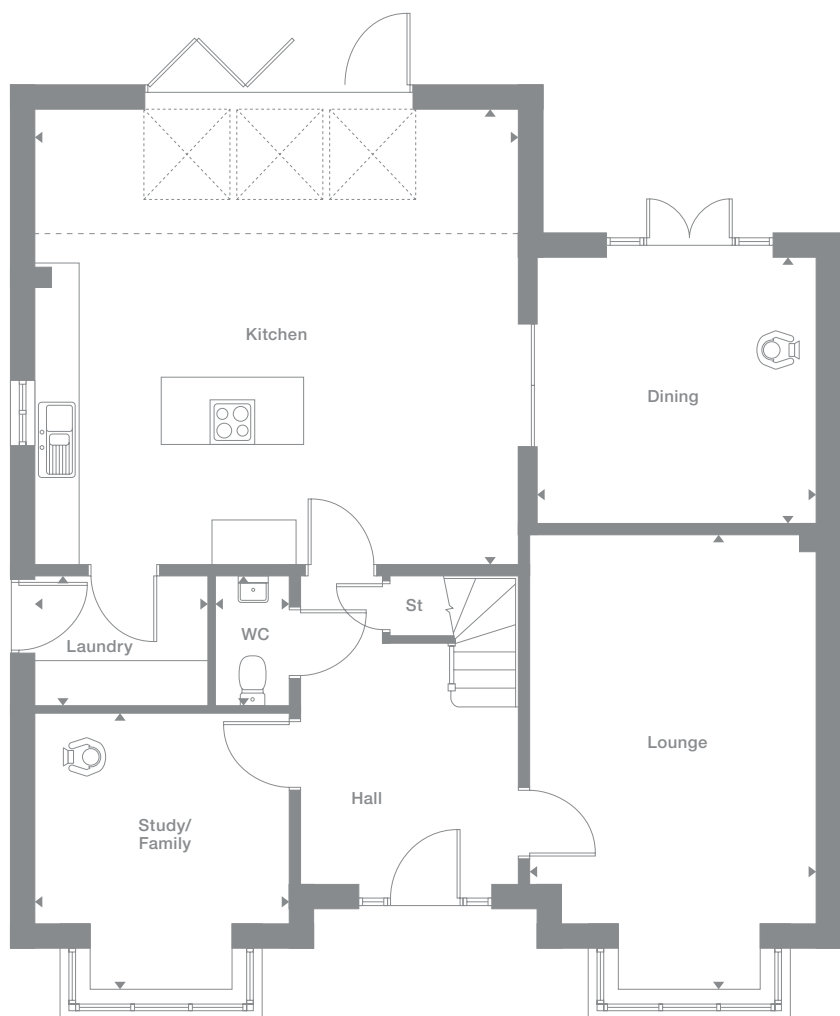 Kitchen
Dining
St
WC
Laundry
Lounge
Hall
Study/
Family